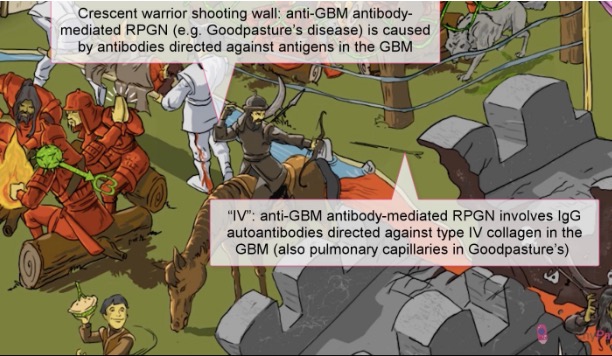 Crescent warrior shooting wall: anti-GBM antibody-
mediated RPGN (e.g. Goodpasture's disease) is caused
by antibodies directed against antigens in the GBM
“IV”: anti-GBM antibody-mediated RPGN involves IgG
autoantibodies directed against type IV collagen in the
GBM (also pulmonary capillaries in Goodpasture’s)